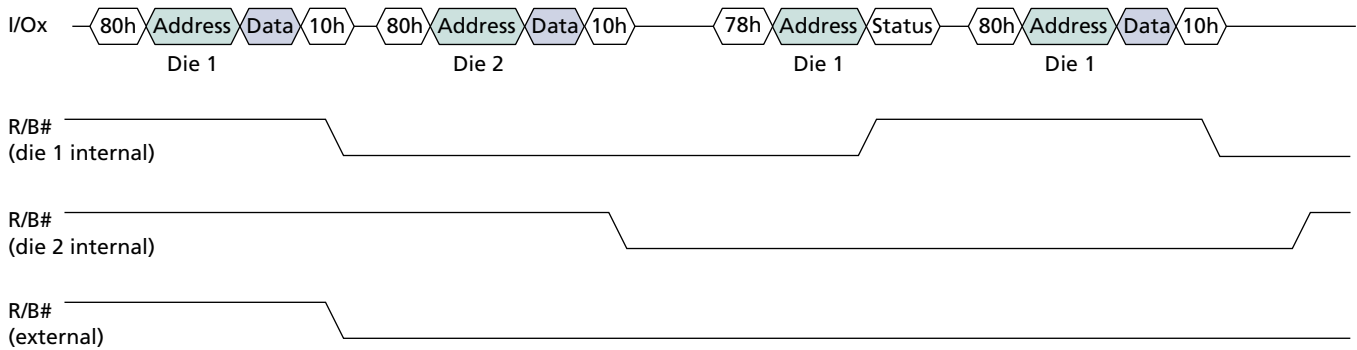 I/Ox 80h Address Data 10h 80h Address Data 10h 78h Address Status 80h Address Data 10h
Die 1 Die 2 Die 1 Die 1
R/B#
(die 1 internal)
R/B#
(die 2 internal)
R/B#
(external)